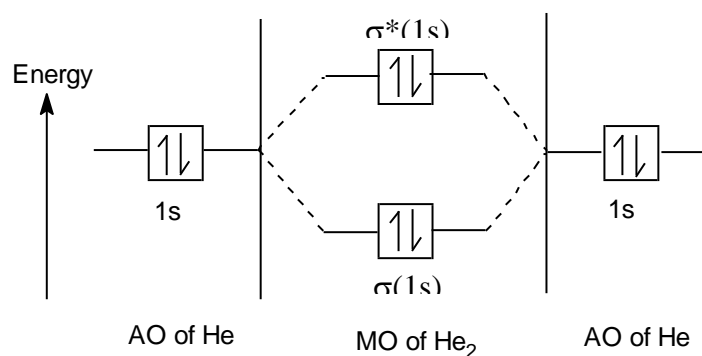 σ*(1s)
Energy
1s
1s
σ(1s)
AO of He
MO of He₂
AO of He